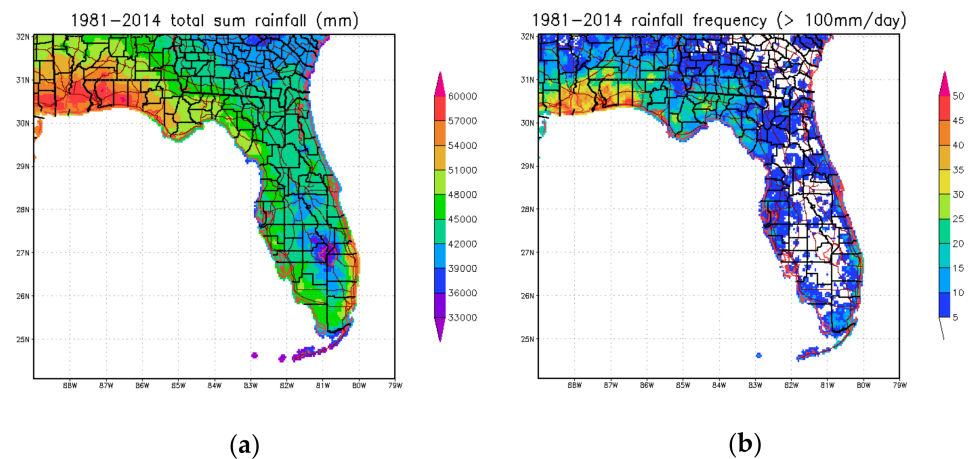 1981−2014 total sum rainfall (mm)
32N
31N
30N
29N
28N
27N
26N
25N
88W 87W 86W 85W 84W 83W 82W 81W 80W 79W
60000
57000
54000
51000
48000
45000
42000
39000
36000
33000
(a)
1981−2014 rainfall frequency (> 100mm/day)
32N
31N
30N
29N
28N
27N
26N
25N
88W 87W 86W 85W 84W 83W 82W 81W 80W 79W
50
45
40
35
30
25
20
15
10
5
(b)